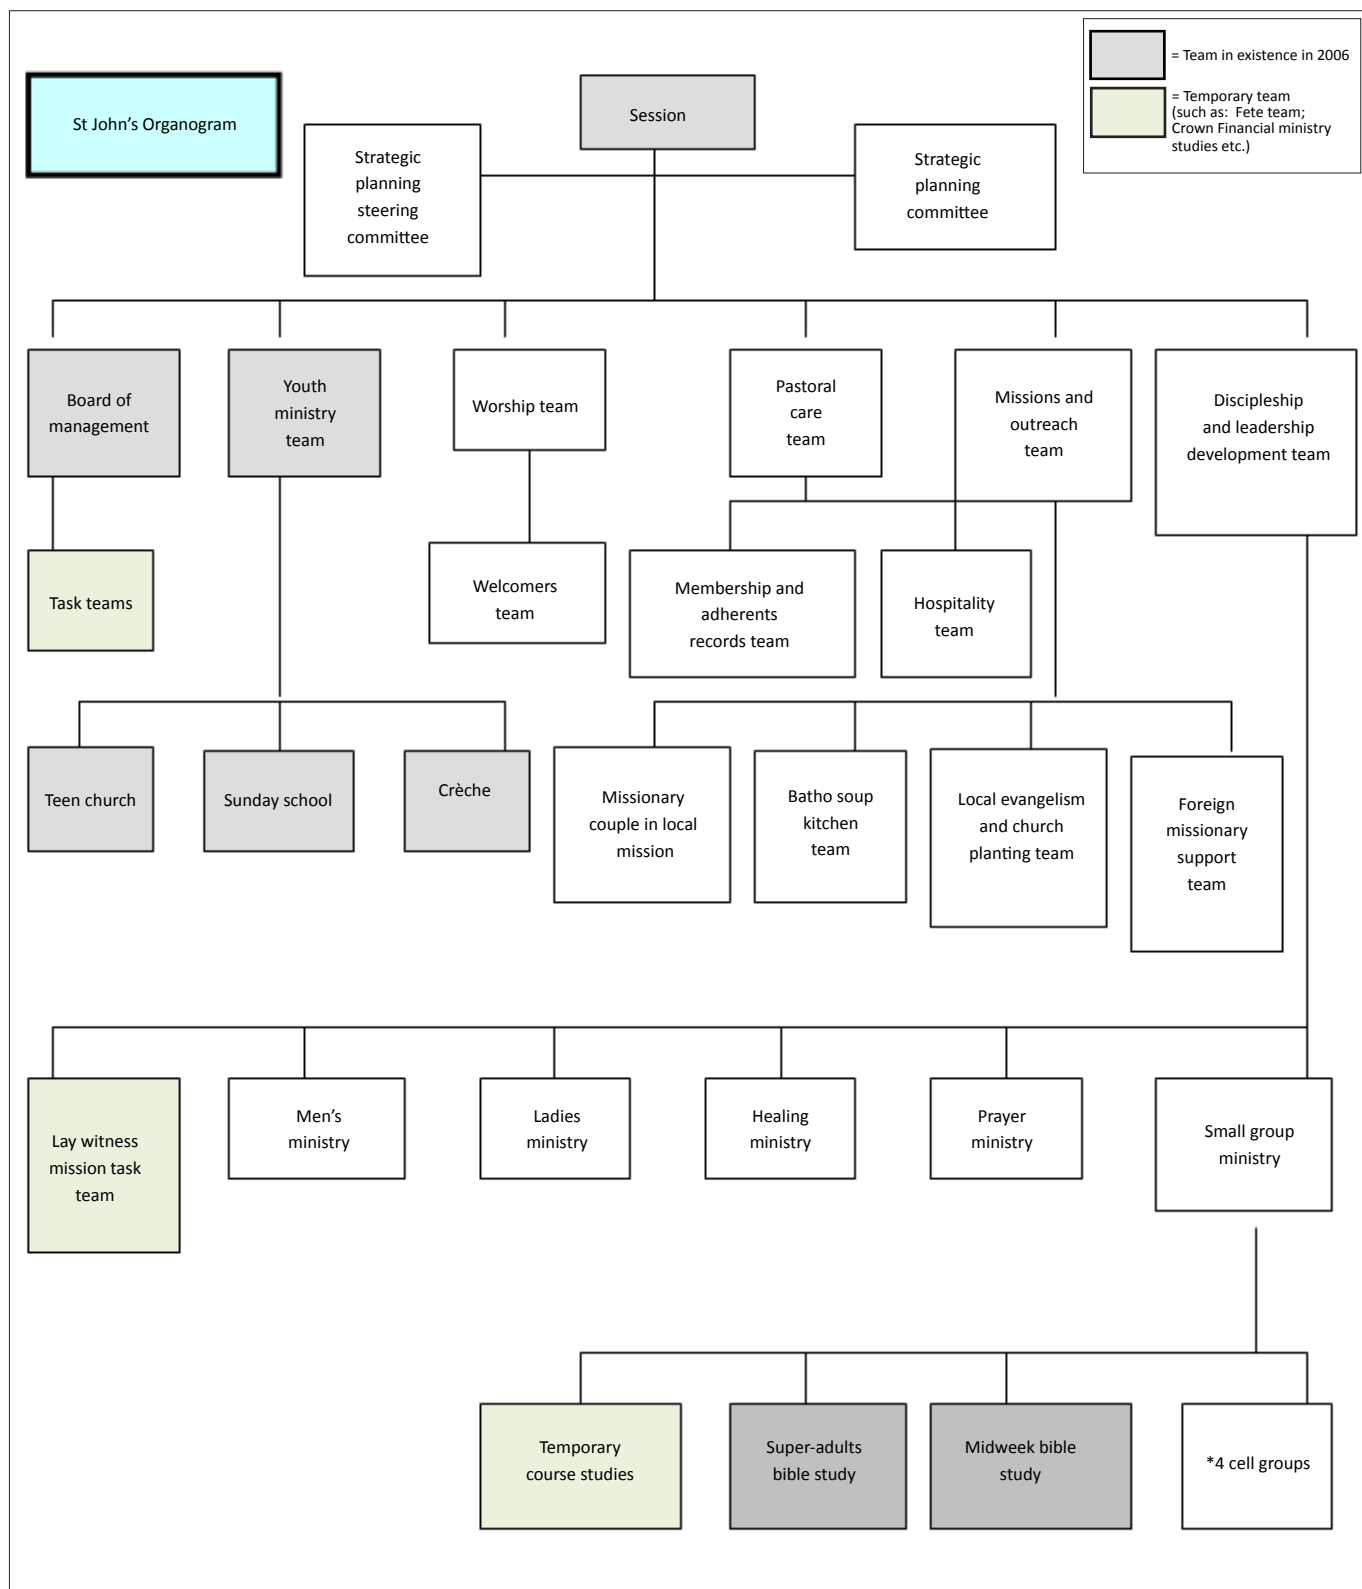 St John's Organogram
Session
= Team in existence in 2006
= Temporary team
(such as: Fete team;
Crown Financial ministry
studies etc.)
Strategic
planning
steering
committee
Strategic
planning
committee
Board of
management
Youth
ministry
team
Worship team
Pastoral
care
team
Missions and
outreach
team
Discipleship
and leadership
development team
Task teams
Welcomers
team
Membership and
adherents
records team
Hospitality
team
Teen church
Sunday school
Crèche
Missionary
couple in local
mission
Batho soup
kitchen
team
Local evangelism
and church
planting team
Foreign
missionary
support
team
Lay witness
mission task
team
Men's
ministry
Ladies
ministry
Healing
ministry
Prayer
ministry
Small group
ministry
Temporary
course studies
Super-adults
bible study
Midweek bible
study
*4 cell groups